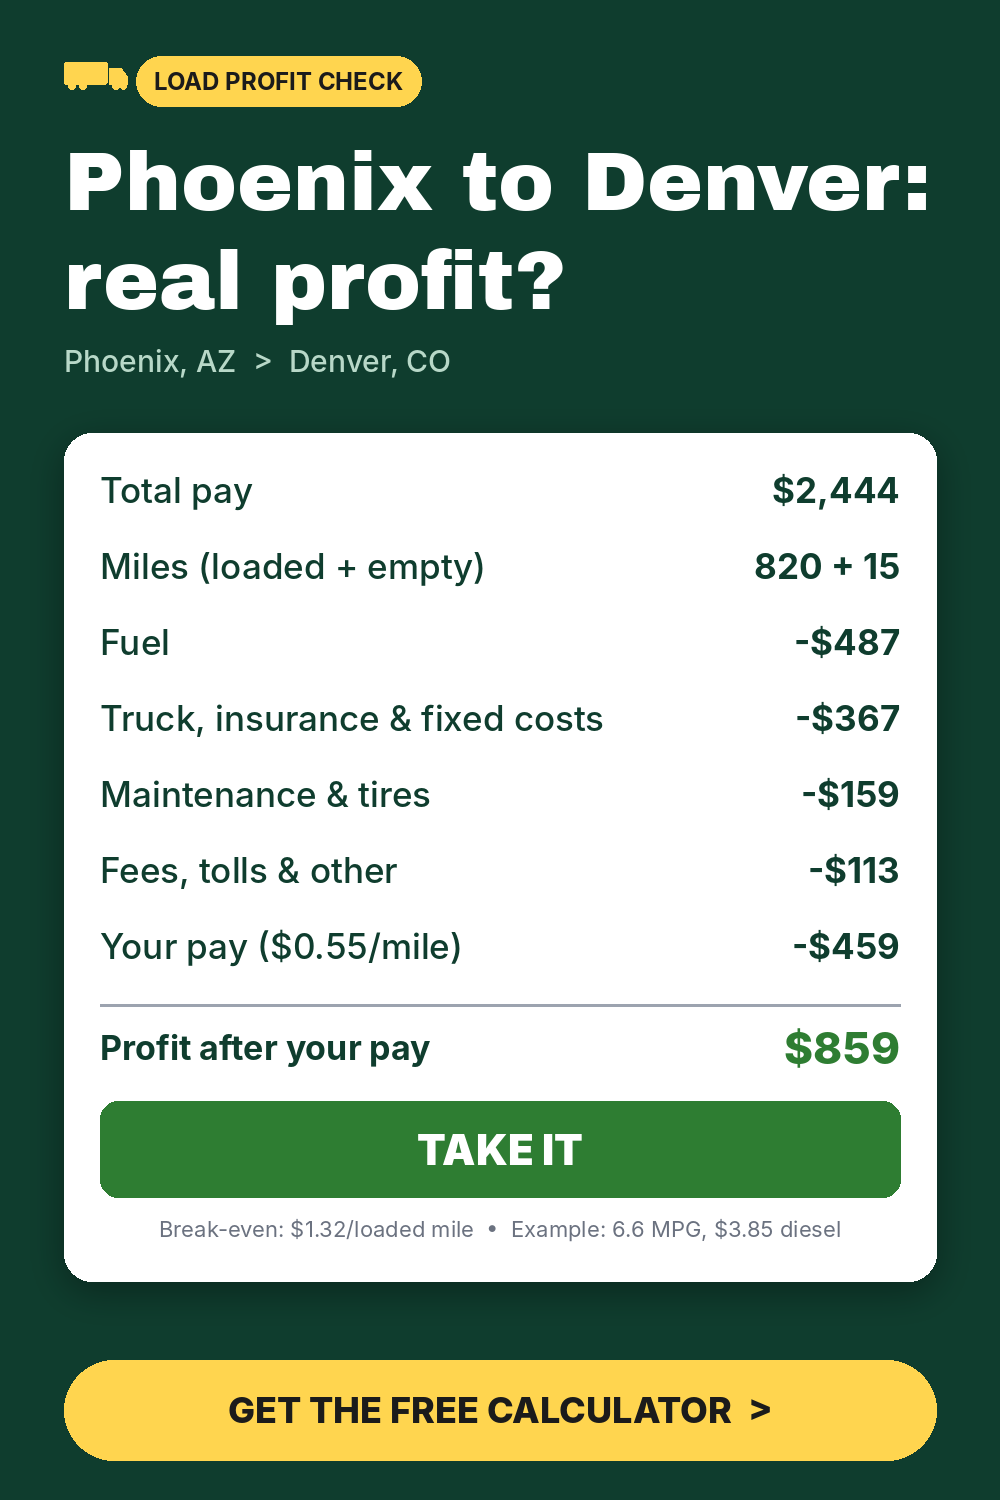 LOAD PROFIT CHECK
Phoenix to Denver:
real profit?
Phoenix, AZ > Denver, CO
Total pay $2,444
Miles (loaded + empty) 820 + 15
Fuel -$487
Truck, insurance & fixed costs -$367
Maintenance & tires -$159
Fees, tolls & other -$113
Your pay ($0.55/mile) -$459
Profit after your pay $859
TAKE IT
Break-even: $1.32/loaded mile • Example: 6.6 MPG, $3.85 diesel
GET THE FREE CALCULATOR >